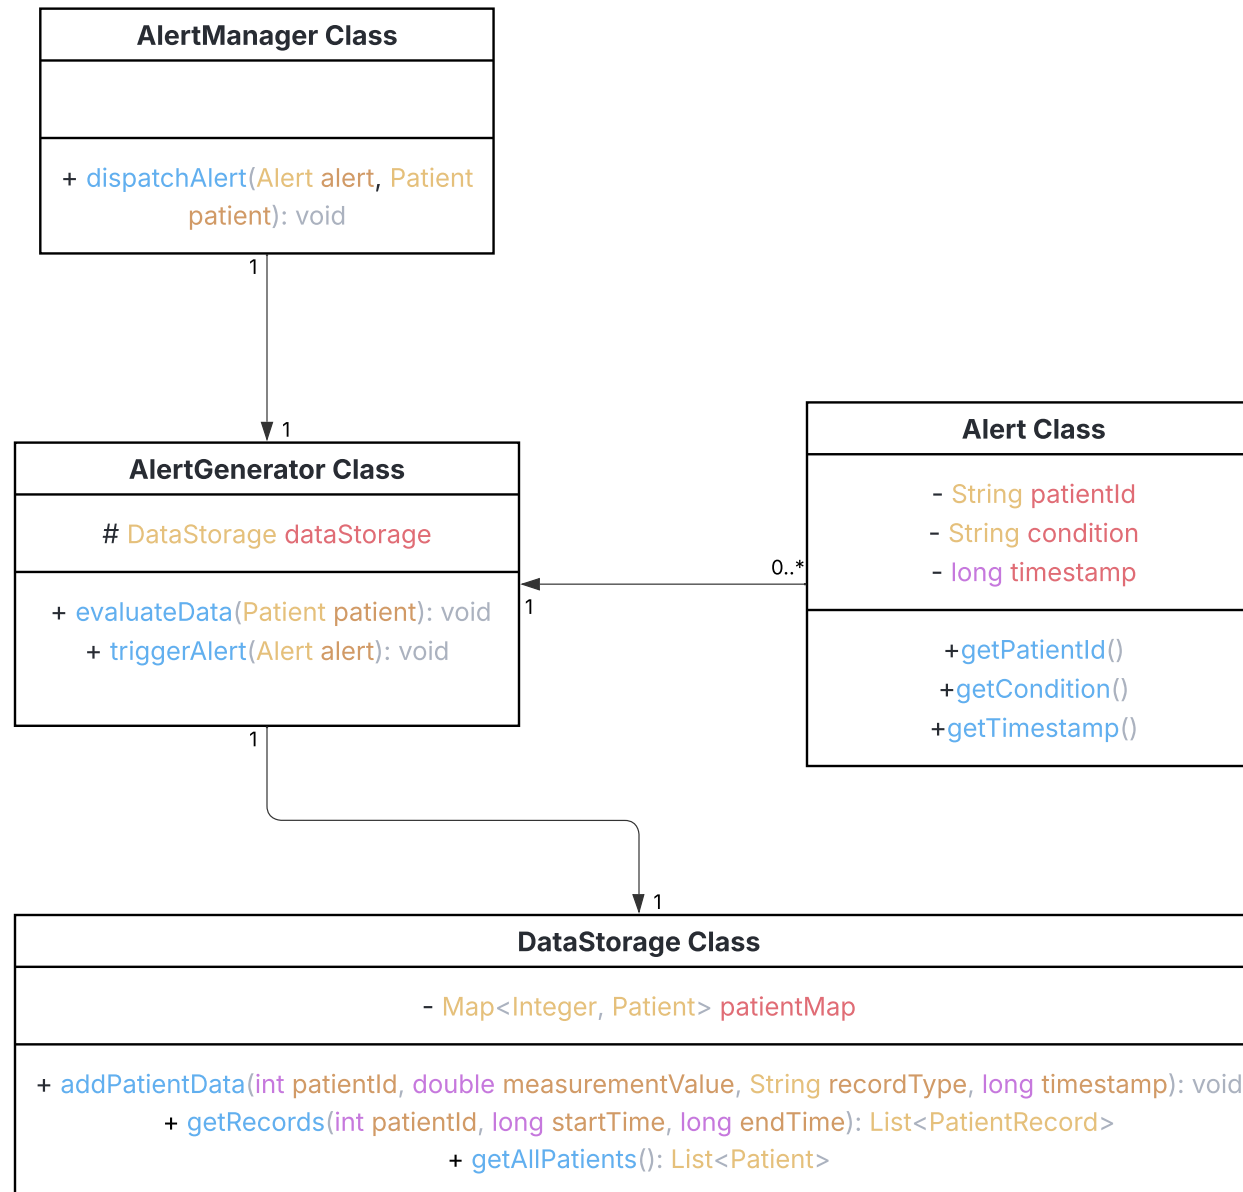 AlertManager Class
+ dispatchAlert(Alert alert, Patient
patient): void
1
1
AlertGenerator Class
# DataStorage dataStorage
+ evaluateData(Patient patient): void
+ triggerAlert(Alert alert): void
0..*
1
Alert Class
- String patientId
- String condition
- long timestamp
+getPatientId()
+getCondition()
+getTimestamp()
1
1
DataStorage Class
- Map<Integer, Patient> patientMap
+ addPatientData(int patientId, double measurementValue, String recordType, long timestamp): void
+ getRecords(int patientId, long startTime, long endTime): List<PatientRecord>
+ getAllPatients(): List<Patient>